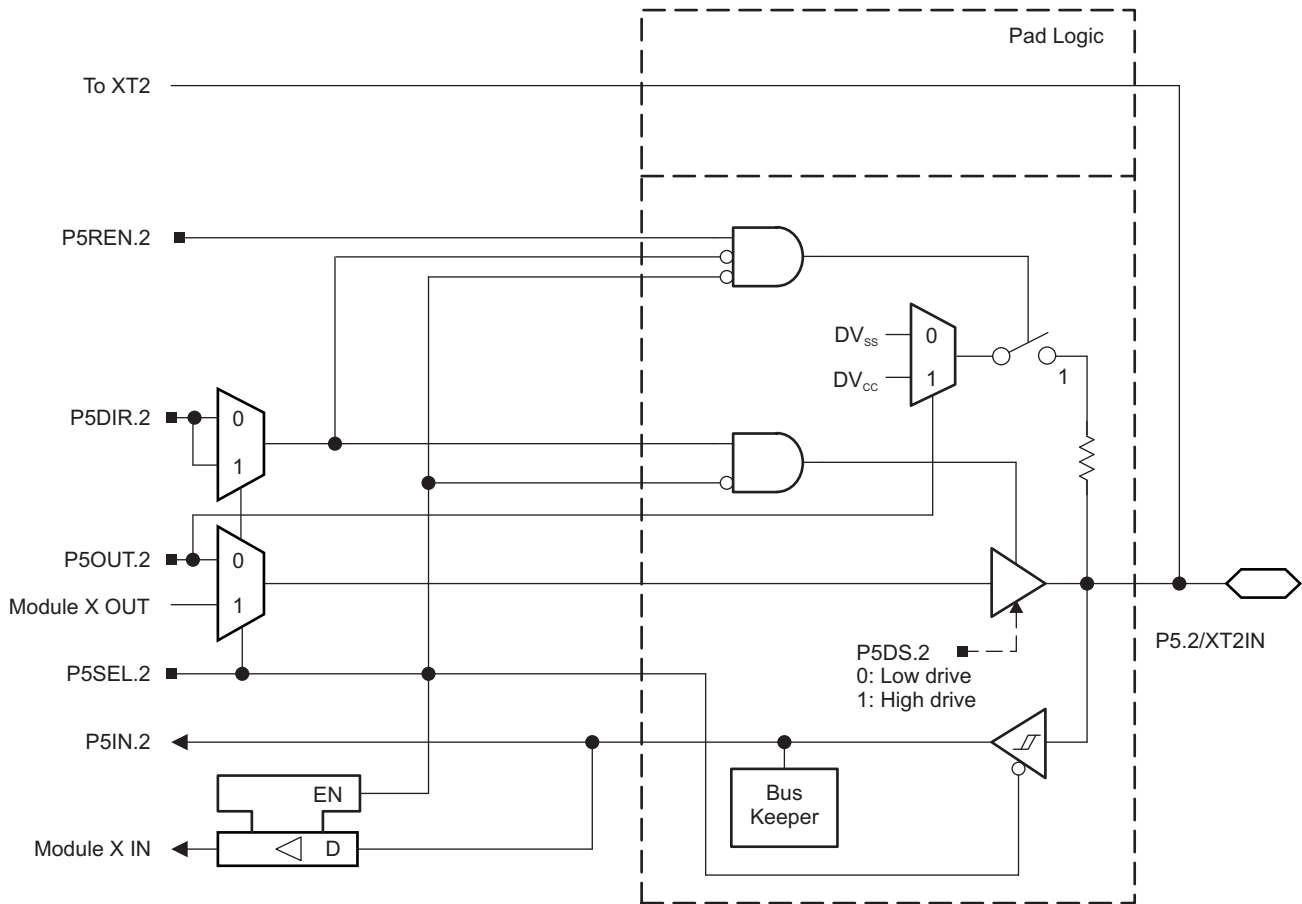 Pad Logic
To XT2
P5REN.2
DVSS
0
DVCC
1
1
P5DIR.2
0
1
P5OUT.2
0
Module X OUT
1
P5SEL.2
P5DS.2
0: Low drive
1: High drive
P5.2/XT2IN
P5IN.2
EN
Bus
Keeper
Module X IN
D